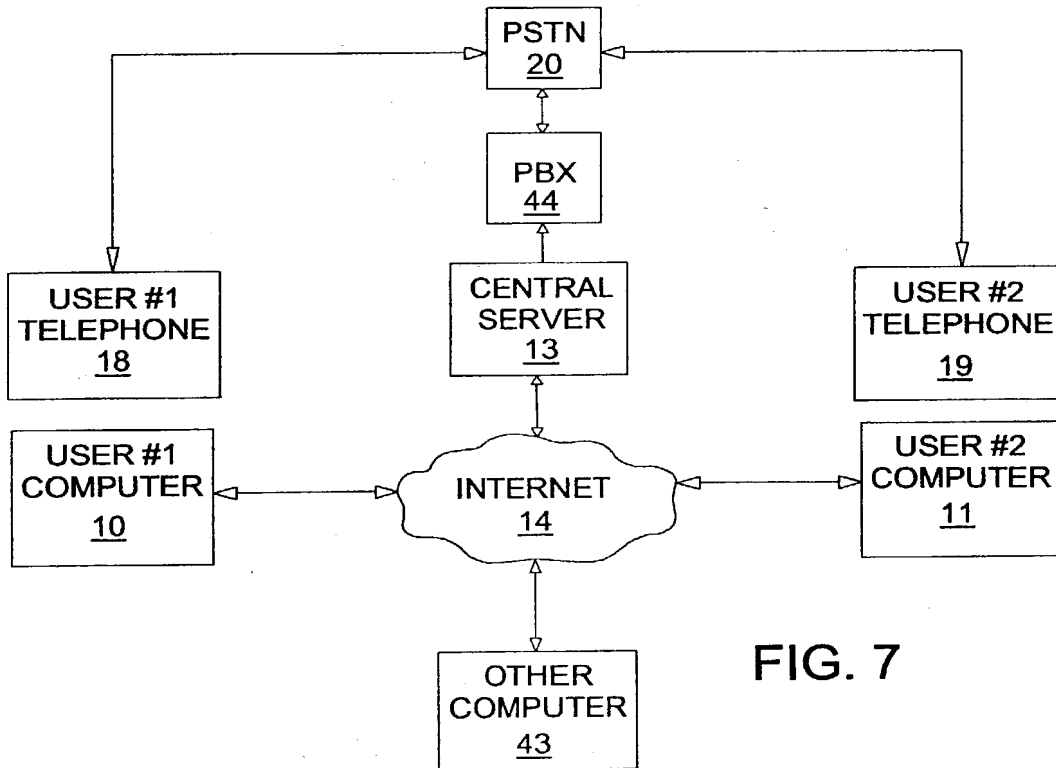 PSTN
20
PBX
44
USER #1
TELEPHONE
18
CENTRAL
SERVER
13
USER #2
TELEPHONE
19
USER #1
COMPUTER
10
INTERNET
14
USER #2
COMPUTER
11
OTHER
COMPUTER
43
FIG. 7